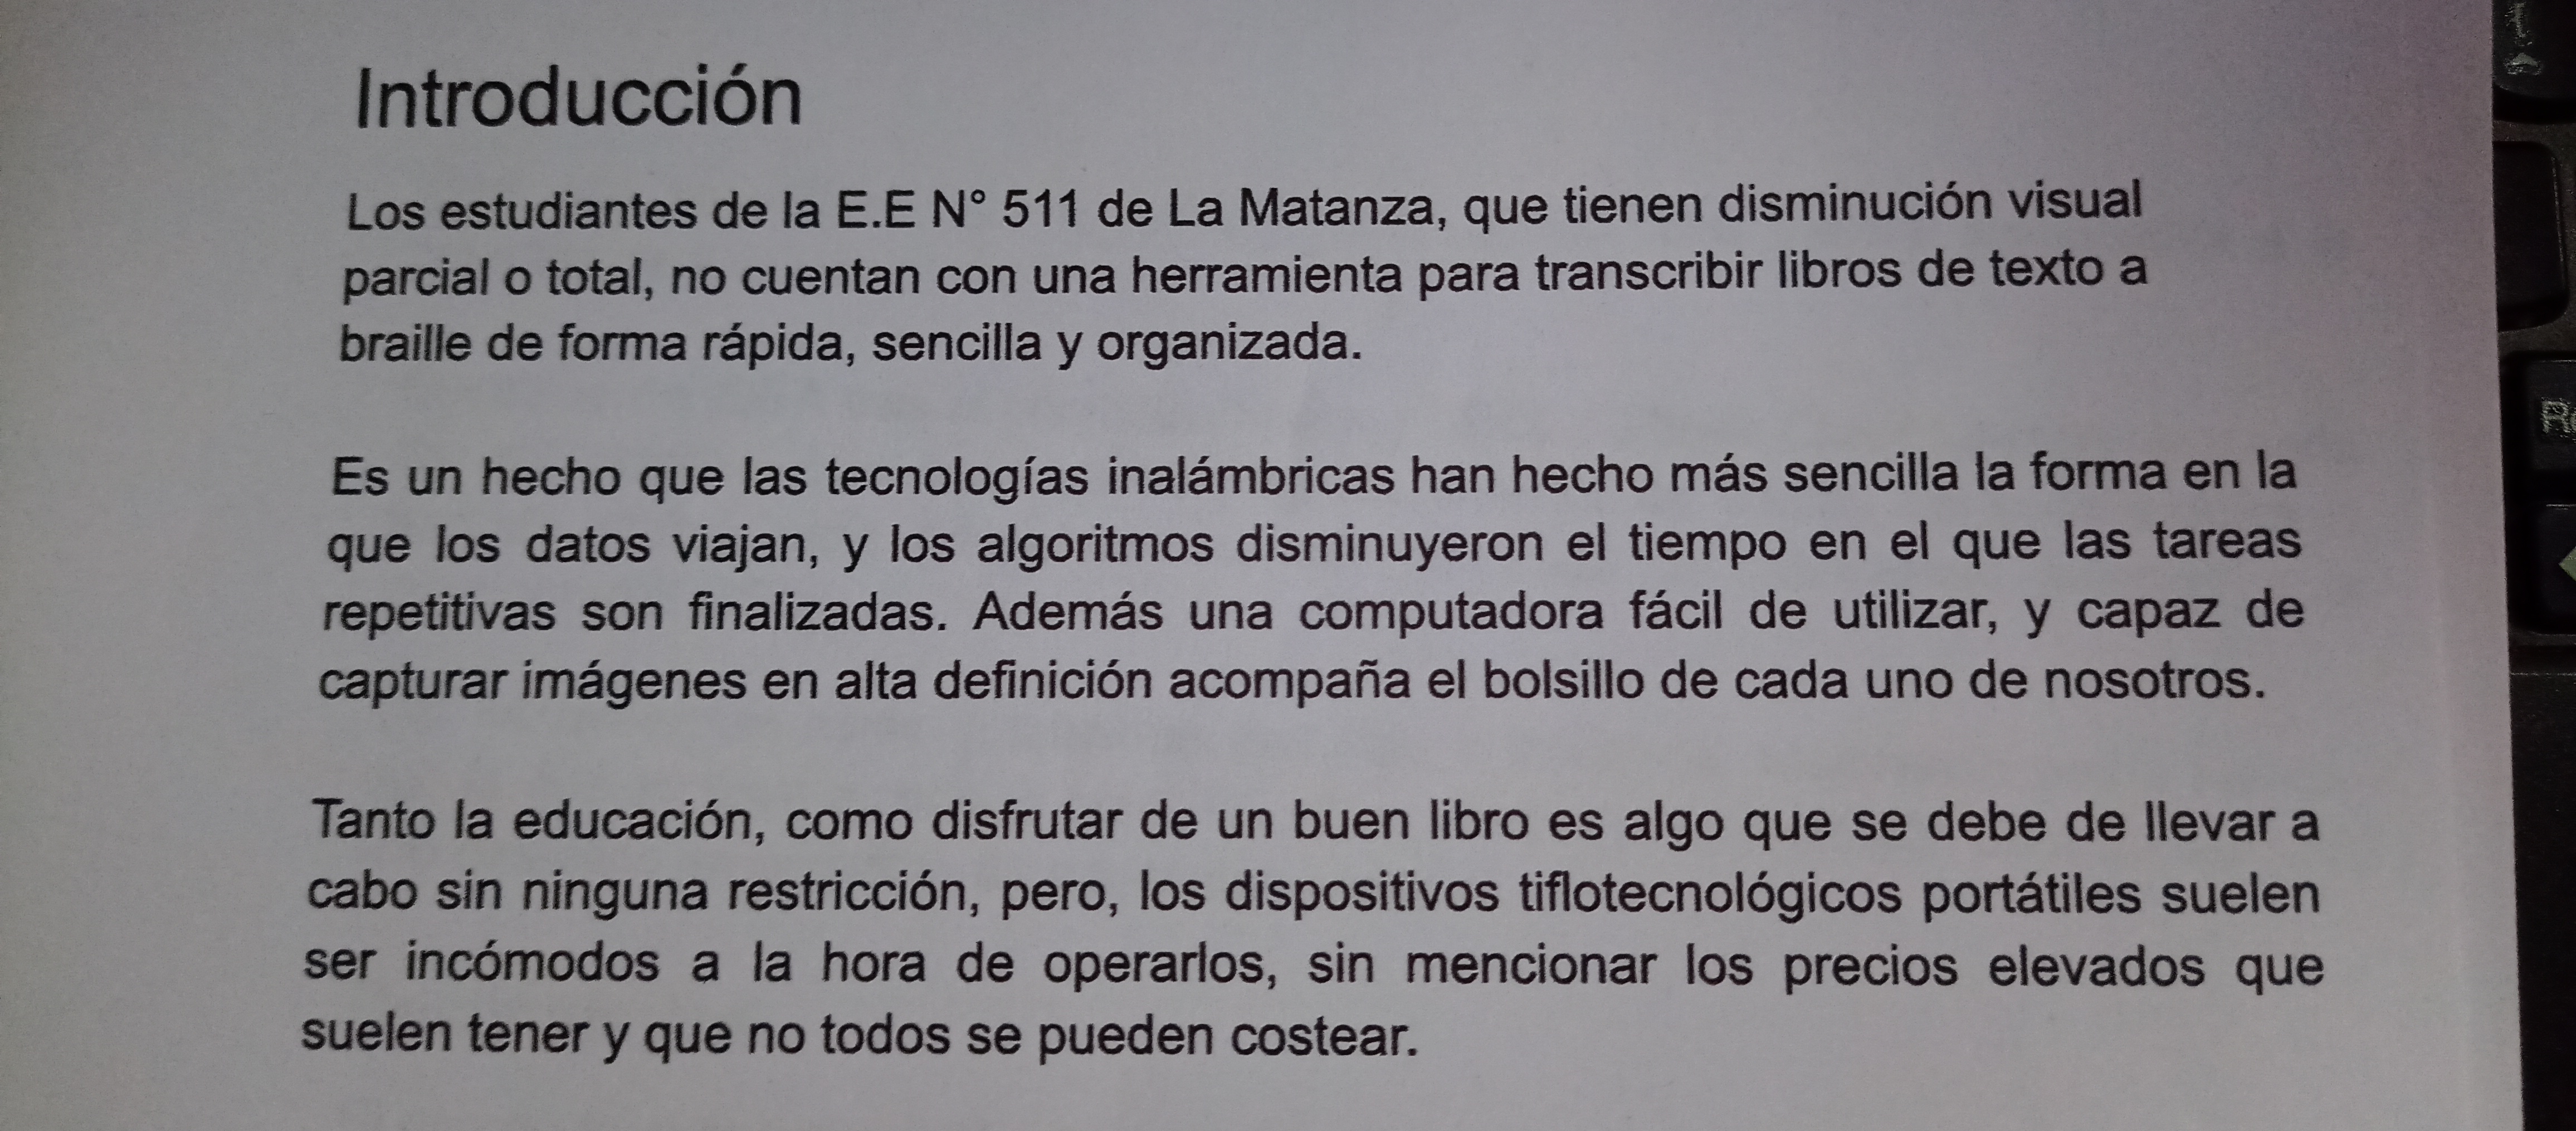 Introducción
Los estudiantes de la E.E N° 511 de La Matanza, que tienen disminución visual
parcial o total, no cuentan con una herramienta para transcribir libros de texto a
braille de forma rápida, sencilla y organizada.
Es un hecho que las tecnologías inalámbricas han hecho más sencilla la forma en la
que los datos viajan, y los algoritmos disminuyeron el tiempo en el que las tareas
repetitivas son finalizadas. Además una computadora fácil de utilizar, y capaz de
capturar imágenes en alta definición acompaña el bolsillo de cada uno de nosotros.
Tanto la educación, como disfrutar de un buen libro es algo que se debe de llevar a
cabo sin ninguna restricción, pero, los dispositivos tiflotecnológicos portátiles suelen
ser incómodos a la hora de operarlos, sin mencionar los precios elevados que
suelen tener y que no todos se pueden costear.